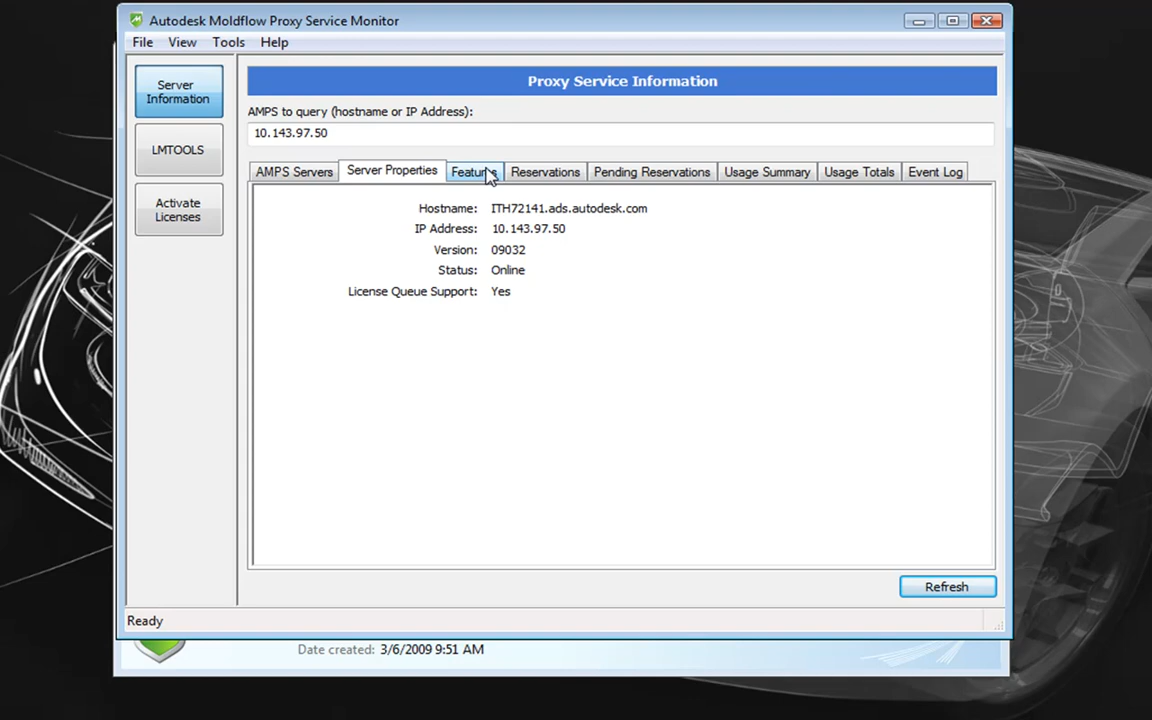 Autodesk Moldflow Proxy Service Monitor
File View Tools Help
Server
Information
LMTOOLS
Activate
Licenses
Proxy Service Information
AMPS to query (hostname or IP Address):
10.143.97.50
AMPS Servers Server Properties Features Reservations Pending Reservations Usage Summary Usage Totals Event Log
Hostname: ITH72141.ads.autodesk.com
IP Address: 10.143.97.50
Version: 09032
Status: Online
License Queue Support: Yes
Refresh
Ready
Date created: 3/6/2009 9:51 AM